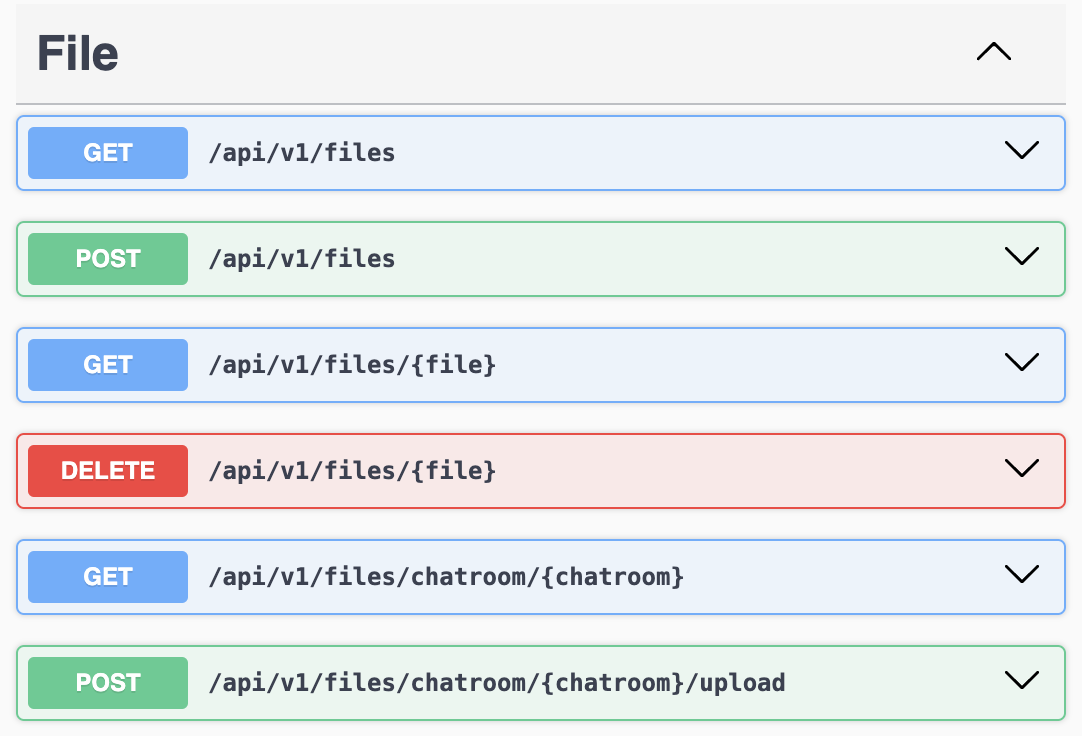 File
GET /api/v1/files
POST /api/v1/files
GET /api/v1/files/{file}
DELETE /api/v1/files/{file}
GET /api/v1/files/chatroom/{chatroom}
POST /api/v1/files/chatroom/{chatroom}/upload